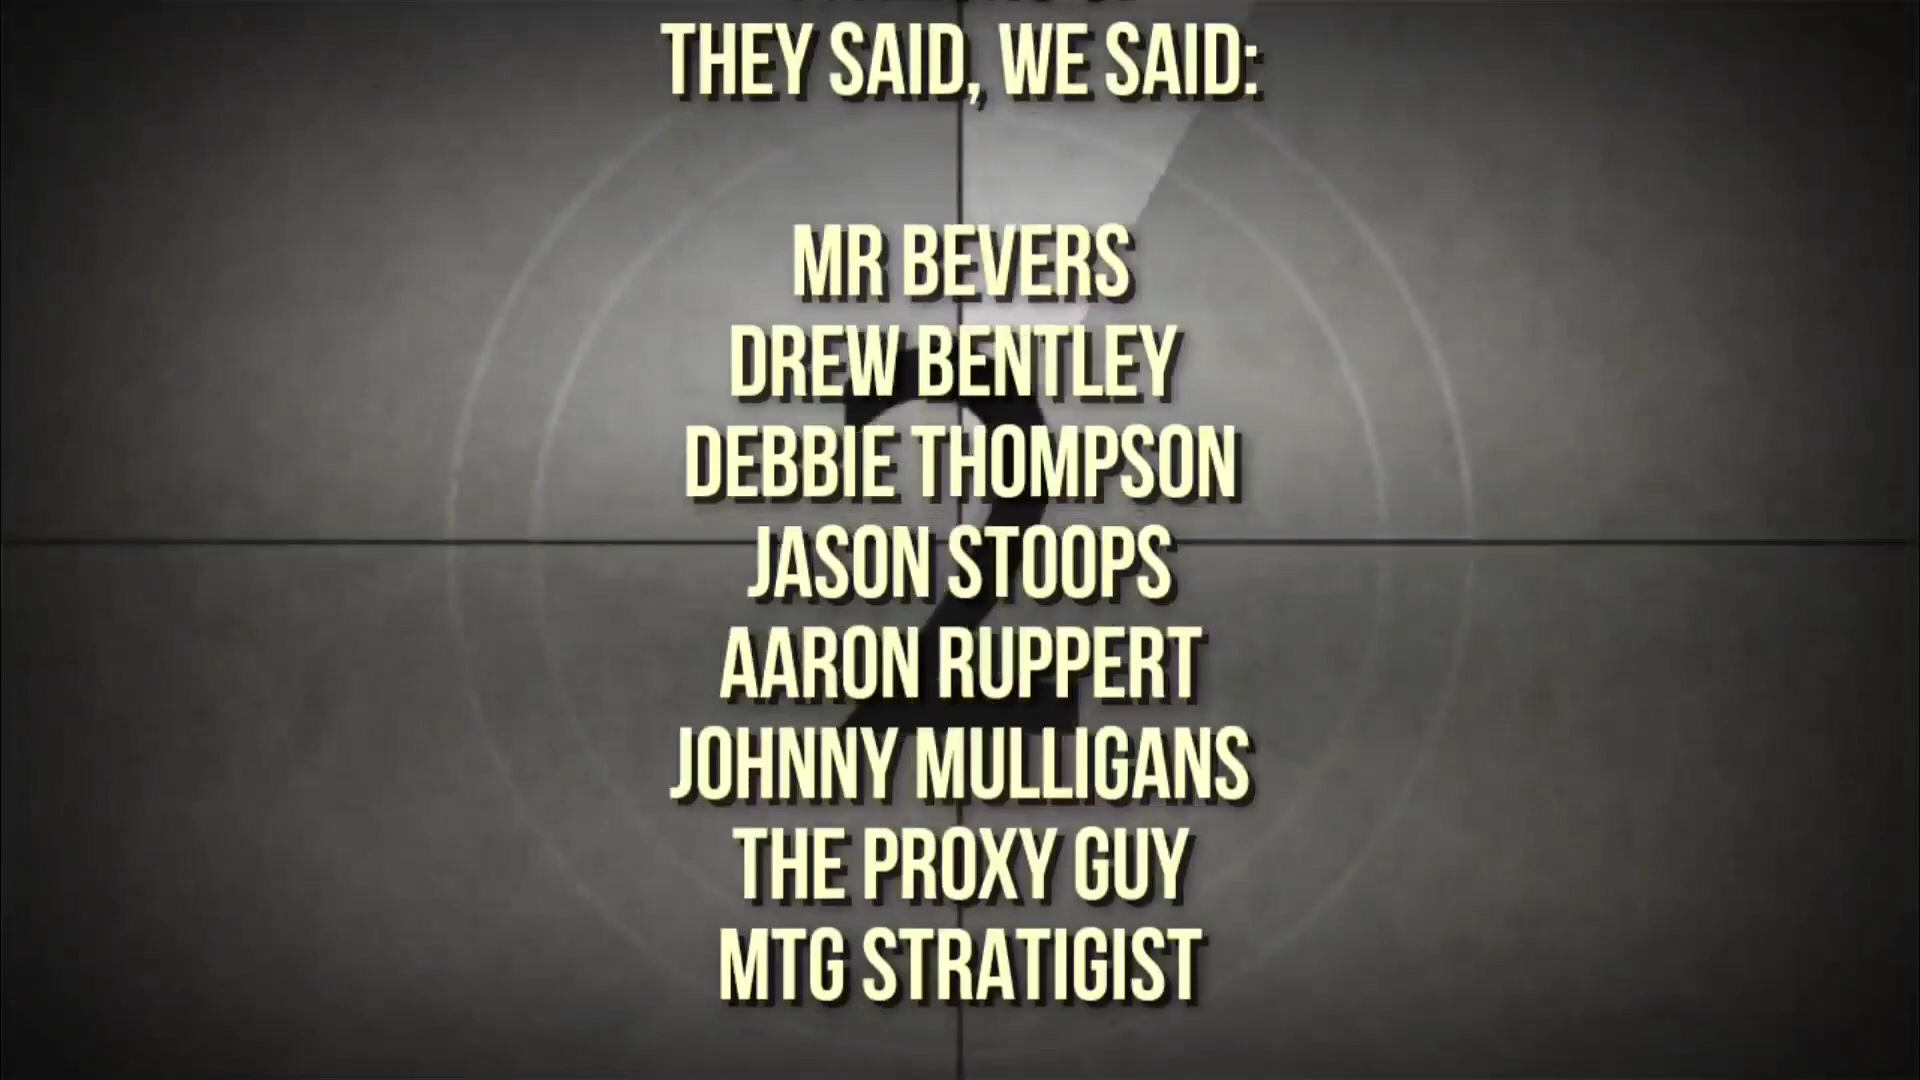 THEY SAID, WE SAID:
MR BEVERS
DREW BENTLEY
DEBBIE THOMPSON
JASON STOOPS
AARON RUPPERT
JOHNNY MULLIGANS
THE PROXY GUY
MTG STRATIGIST
2